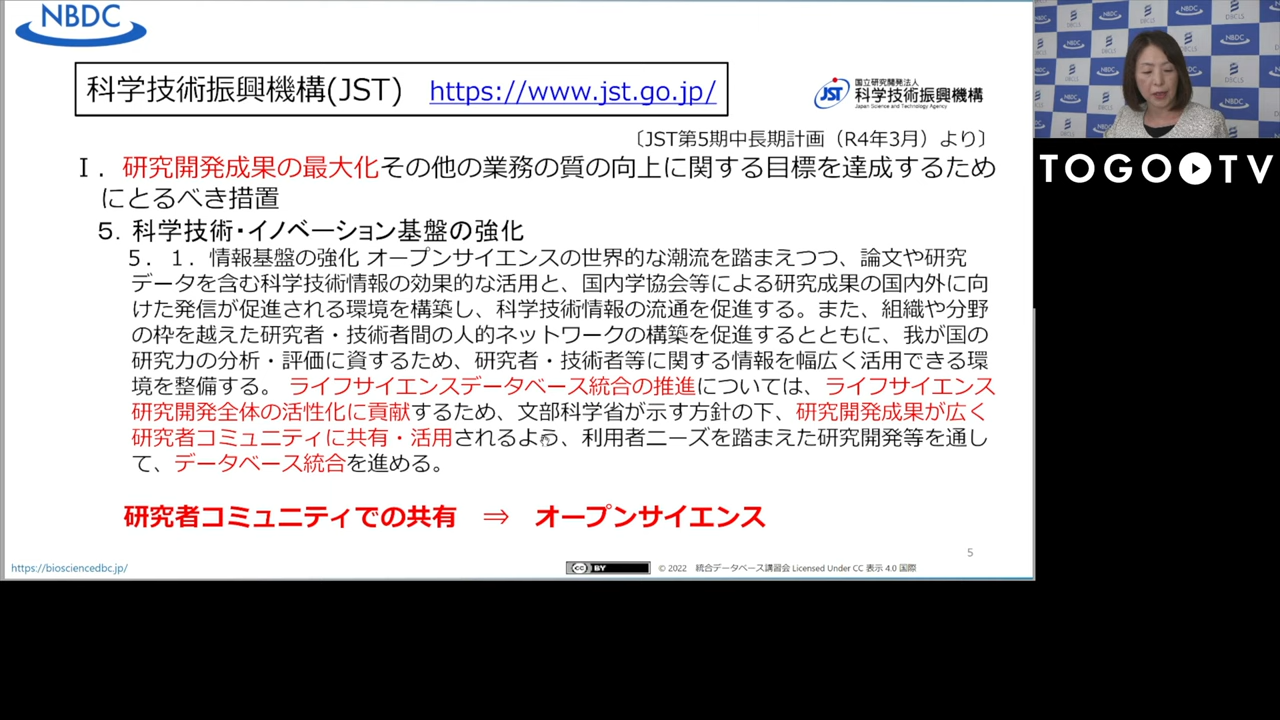 NBDC
科学技術振興機構(JST) https://www.jst.go.jp/
JST
国立研究開発法人
科学技術振興機構
Japan Science and Technology Agency
〔JST第5期中長期計画（R4年3月）より〕
Ⅰ．研究開発成果の最大化その他の業務の質の向上に関する目標を達成するため
にとるべき措置
５．科学技術・イノベーション基盤の強化
５．１．情報基盤の強化 オープンサイエンスの世界的な潮流を踏まえつつ、論文や研究
データを含む科学技術情報の効果的な活用と、国内学協会等による研究成果の国内外に向
けた発信が促進される環境を構築し、科学技術情報の流通を促進する。また、組織や分野
の枠を越えた研究者・技術者間の人的ネットワークの構築を促進するとともに、我が国の
研究力の分析・評価に資するため、研究者・技術者等に関する情報を幅広く活用できる環
境を整備する。 ライフサイエンスデータベース統合の推進については、ライフサイエンス
研究開発全体の活性化に貢献するため、文部科学省が示す方針の下、研究開発成果が広く
研究者コミュニティに共有・活用されるよう、利用者ニーズを踏まえた研究開発等を通し
て、データベース統合を進める。
研究者コミュニティでの共有 ⇒ オープンサイエンス
5
https://biosciencedbc.jp/
cc BY
© 2022 統合データベース講習会 Licensed Under CC 表示 4.0 国際
NBDC
DBCLS
TOGO TV